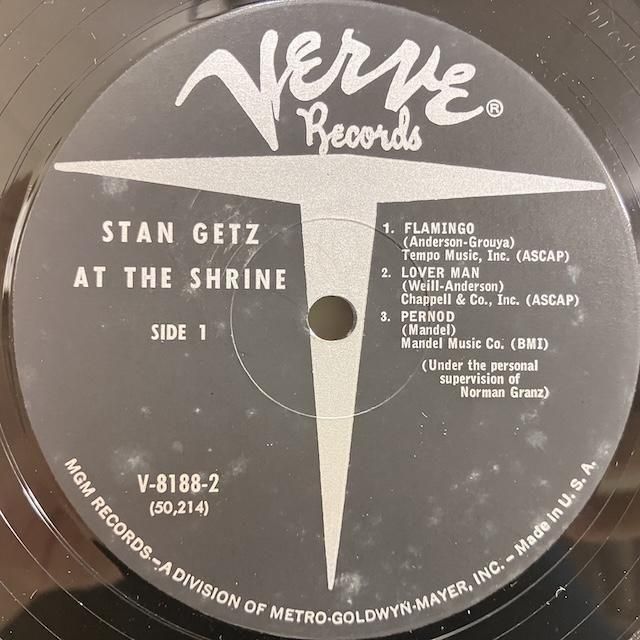 Verve®
Records
STAN GETZ
AT THE SHRINE
SIDE 1
1. FLAMINGO
(Anderson-Grouya)
Tempo Music, Inc. (ASCAP)
2. LOVER MAN
(Weill-Anderson)
Chappell & Co., Inc. (ASCAP)
3. PERNOD
(Mandel)
Mandel Music Co. (BMI)
(Under the personal
supervision of
Norman Granz)
V-8188-2
(50,214)
MGM RECORDS—A DIVISION OF METRO-GOLDWYN-MAYER, INC. — Made in U. S. A.